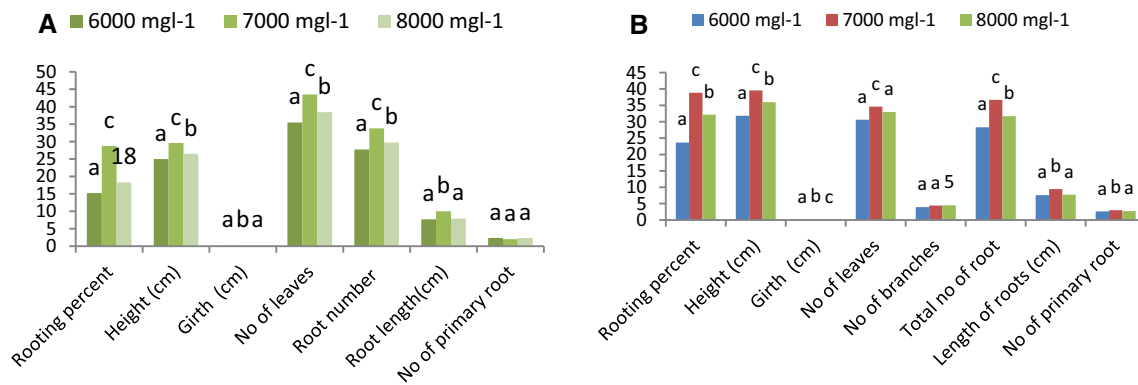 A
6000 mgl-1 7000 mgl-1 8000 mgl-1
50
45
40
35
30
25
20
15
10
5
0
a c 18
a c b
a b a
a c b
a c b
a b a
a a a
Rooting percent
Height (cm)
Girth (cm)
No of leaves
Root number
Root length(cm)
No of primary root
B
6000 mgl-1 7000 mgl-1 8000 mgl-1
45
40
35
30
25
20
15
10
5
0
a c b
a c b
a b c
a c a
a a 5
a c b
a b a
a b a
Rooting percent
Height (cm)
Girth (cm)
No of leaves
No of branches
Total no of root
Length of roots (cm)
No of primary root